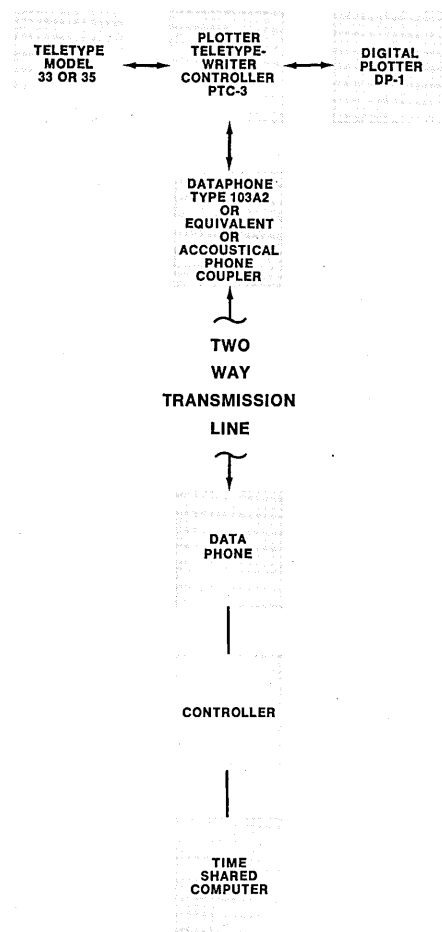 TELETYPE
MODEL
33 OR 35
PLOTTER
TELETYPE-
WRITER
CONTROLLER
PTC-3
DIGITAL
PLOTTER
DP-1
DATAPHONE
TYPE 103A2
OR
EQUIVALENT
OR
ACCOUSTICAL
PHONE
COUPLER
TWO
WAY
TRANSMISSION
LINE
DATA
PHONE
CONTROLLER
TIME
SHARED
COMPUTER